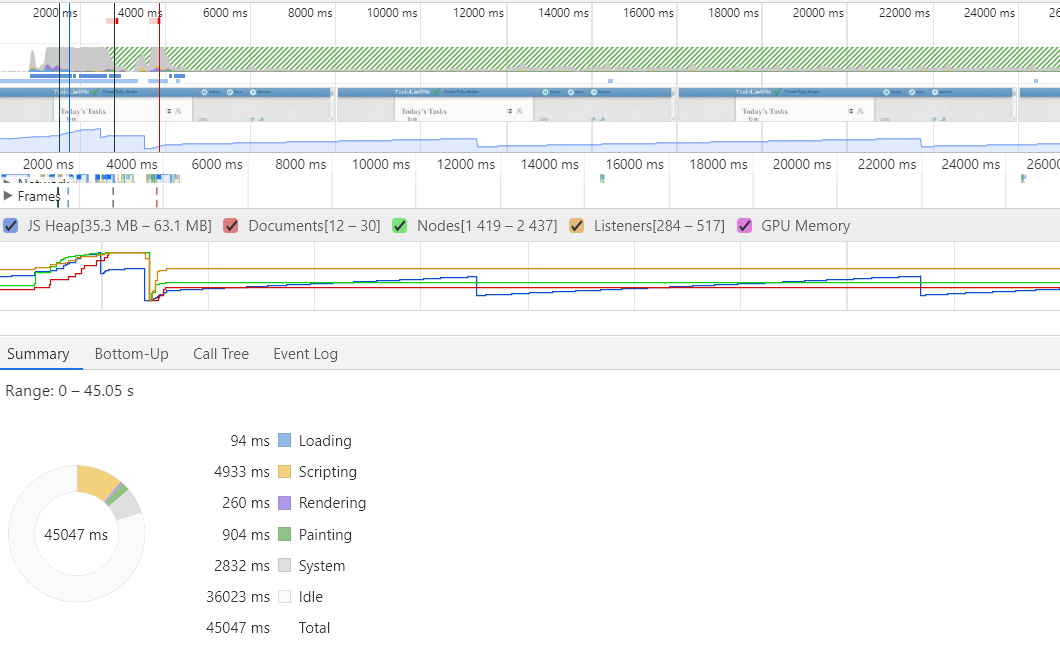 2000 ms 4000 ms 6000 ms 8000 ms 10000 ms 12000 ms 14000 ms 16000 ms 18000 ms 20000 ms 22000 ms 24000 ms 26
TodoListMe TodoListMe TodoListMe
Today's Tasks Today's Tasks Today's Tasks
2000 ms 4000 ms 6000 ms 8000 ms 10000 ms 12000 ms 14000 ms 16000 ms 18000 ms 20000 ms 22000 ms 24000 ms 26000
Network
Frames
JS Heap[35.3 MB – 63.1 MB] Documents[12 – 30] Nodes[1 419 – 2 437] Listeners[284 – 517] GPU Memory
Summary Bottom-Up Call Tree Event Log
Range: 0 – 45.05 s
94 ms Loading
4933 ms Scripting
260 ms Rendering
45047 ms
904 ms Painting
2832 ms System
36023 ms Idle
45047 ms Total